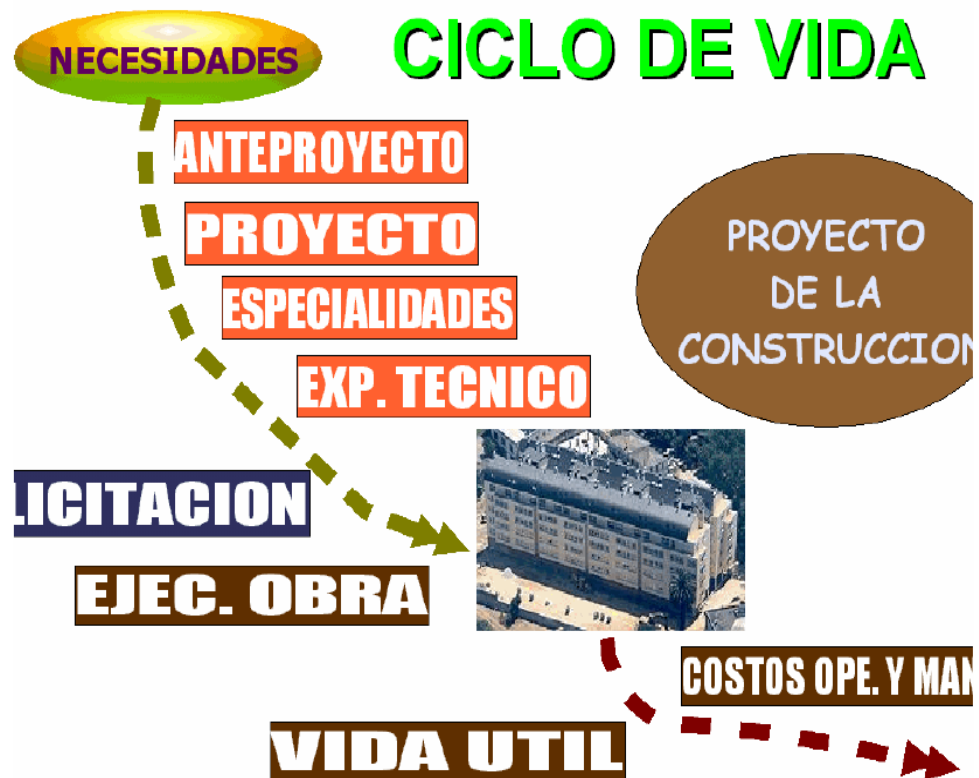 NECESIDADES
CICLO DE VIDA
ANTEPROYECTO
PROYECTO
ESPECIALIDADES
EXP. TECNICO
PROYECTO
DE LA
CONSTRUCCION
LICITACION
EJEC. OBRA
COSTOS OPE. Y MAN
VIDA UTIL